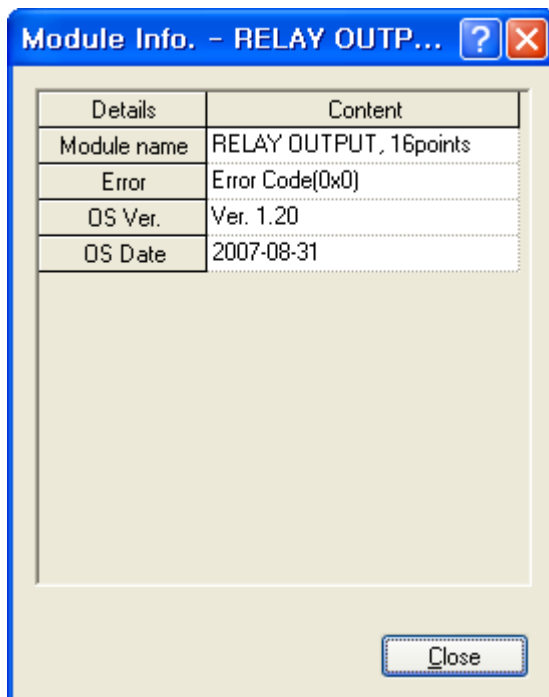 Module Info. - RELAY OUTP...
Details Content
Module name RELAY OUTPUT, 16points
Error Error Code(0x0)
OS Ver. Ver. 1.20
OS Date 2007-08-31
Close